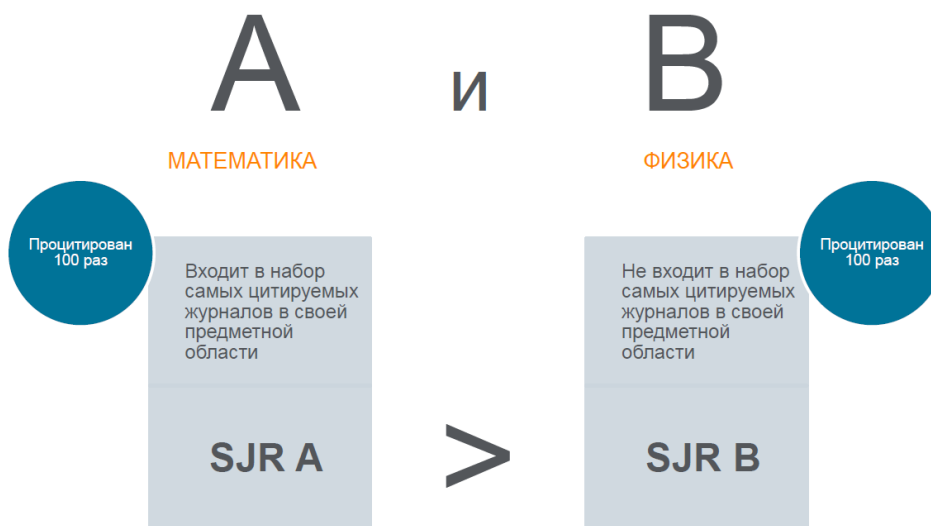 А и В
МАТЕМАТИКА
ФИЗИКА
Процитирован
100 раз
Входит в набор
самых цитируемых
журналов в своей
предметной
области
Не входит в набор
самых цитируемых
журналов в своей
предметной
области
Процитирован
100 раз
SJR A > SJR B